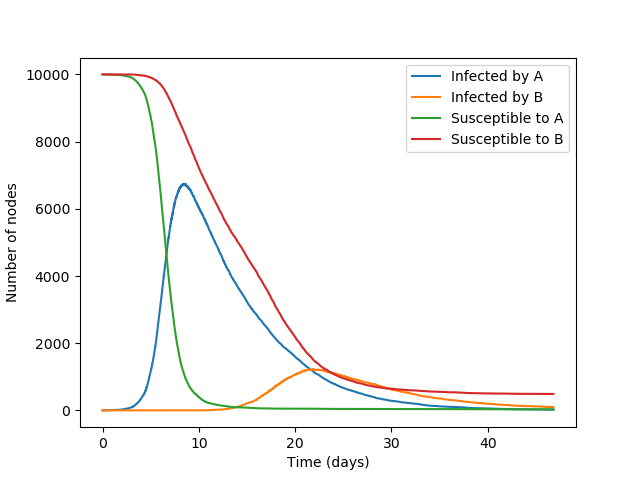 Infected by A
Infected by B
Susceptible to A
Susceptible to B
Number of nodes
10000
8000
6000
4000
2000
0
0 10 20 30 40
Time (days)